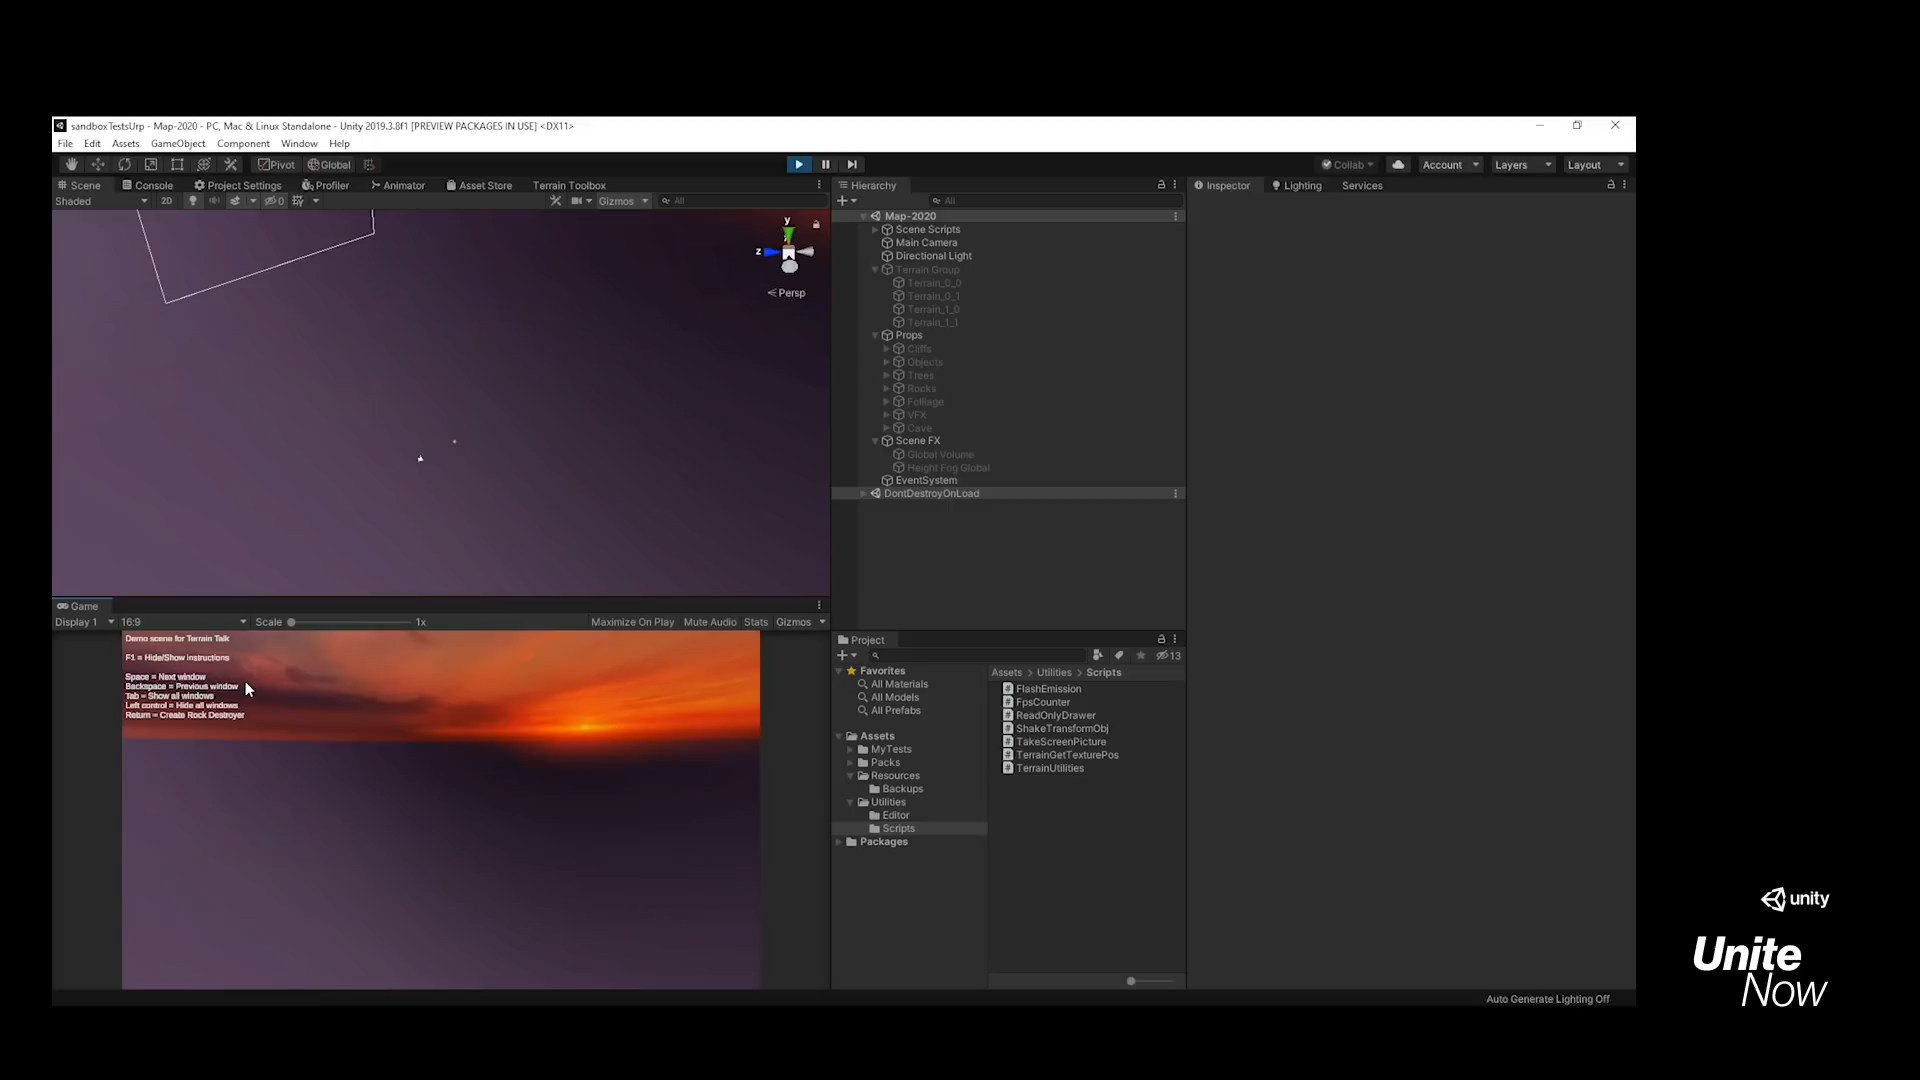 sandboxTestsUrp - Map-2020 - PC, Mac & Linux Standalone - Unity 2019.3.8f1 [PREVIEW PACKAGES IN USE] <DX11>
File Edit Assets GameObject Component Window Help
Pivot Global Collab Account Layers Layout
Scene Console Project Settings Profiler Animator Asset Store Terrain Toolbox
Shaded 2D 0 Gizmos All
y
z
Persp
Hierarchy
All
Map-2020
Scene Scripts
Main Camera
Directional Light
Terrain Group
Terrain_0_0
Terrain_0_1
Terrain_1_0
Terrain_1_1
Props
Cliffs
Objects
Trees
Rocks
Folliage
VFX
Cave
Scene FX
Global Volume
Height Fog Global
EventSystem
DontDestroyOnLoad
Inspector Lighting Services
Game
Display 1 16:9 Scale 1x Maximize On Play Mute Audio Stats Gizmos
Demo scene for Terrain Talk
F1 = Hide/Show instructions
Space = Next window
Backspace = Previous window
Tab = Show all windows
Left control = Hide all windows
Return = Create Rock Destroyer
Project
13
Favorites
All Materials
All Models
All Prefabs
Assets
MyTests
Packs
Resources
Backups
Utilities
Editor
Scripts
Packages
Assets Utilities Scripts
FlashEmission
FpsCounter
ReadOnlyDrawer
ShakeTransformObj
TakeScreenPicture
TerrainGetTexturePos
TerrainUtilities
Auto Generate Lighting Off
unity
Unite
Now